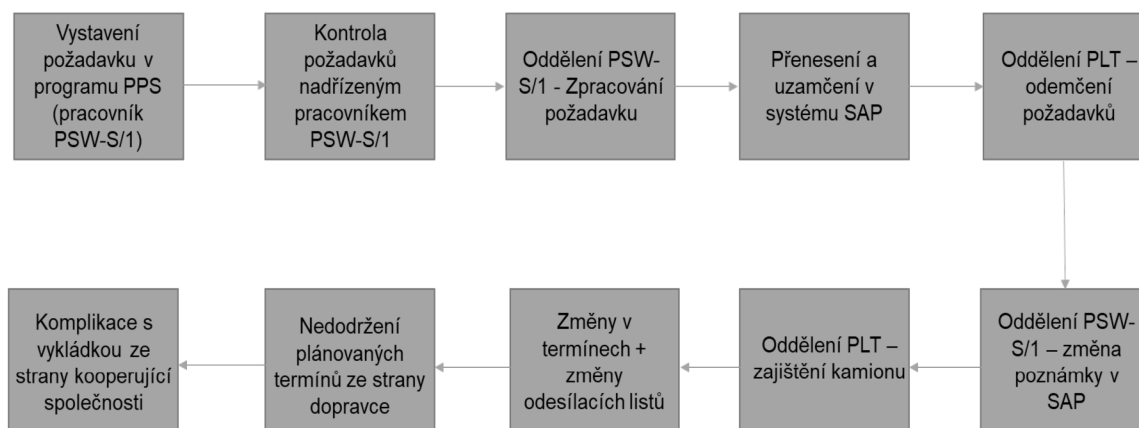 Vystavení
požadavku v
programu PPS
(pracovník
PSW-S/1)
Kontrola
požadavků
nadřízeným
pracovníkem
PSW-S/1
Oddělení PSW-
S/1 - Zpracování
požadavku
Přenesení a
uzamčení v
systému SAP
Oddělení PLT –
odemčení
požadavků
Oddělení PSW-
S/1 – změna
poznámky v
SAP
Oddělení PLT –
zajištění kamionu
Změny v
termínech +
změny
odesílacích listů
Nedodržení
plánovaných
termínů ze strany
dopravce
Komplikace s
vykládkou ze
strany kooperující
společnosti